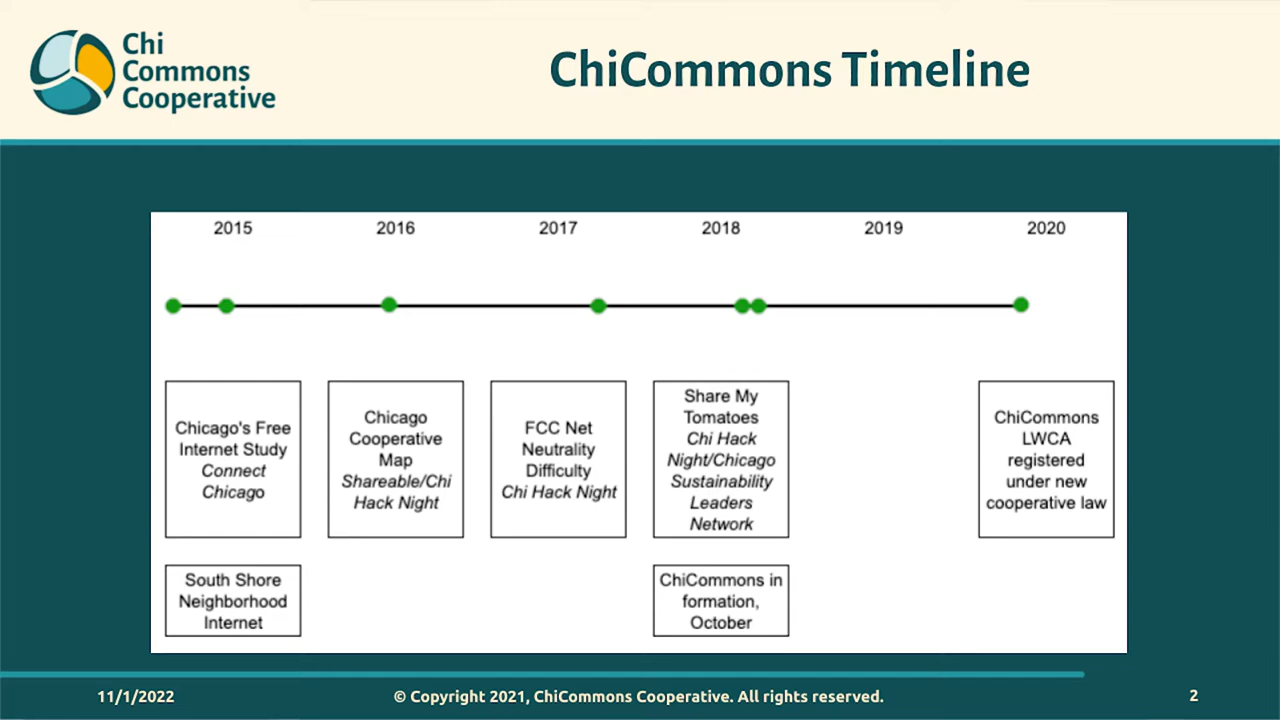 Chi
Commons
Cooperative
ChiCommons Timeline
2015 2016 2017 2018 2019 2020
Chicago's Free
Internet Study
Connect
Chicago
Chicago
Cooperative
Map
Shareable/Chi
Hack Night
FCC Net
Neutrality
Difficulty
Chi Hack Night
Share My
Tomatoes
Chi Hack
Night/Chicago
Sustainability
Leaders
Network
ChiCommons
LWCA
registered
under new
cooperative law
South Shore
Neighborhood
Internet
ChiCommons in
formation,
October
11/1/2022
© Copyright 2021, ChiCommons Cooperative. All rights reserved.
2